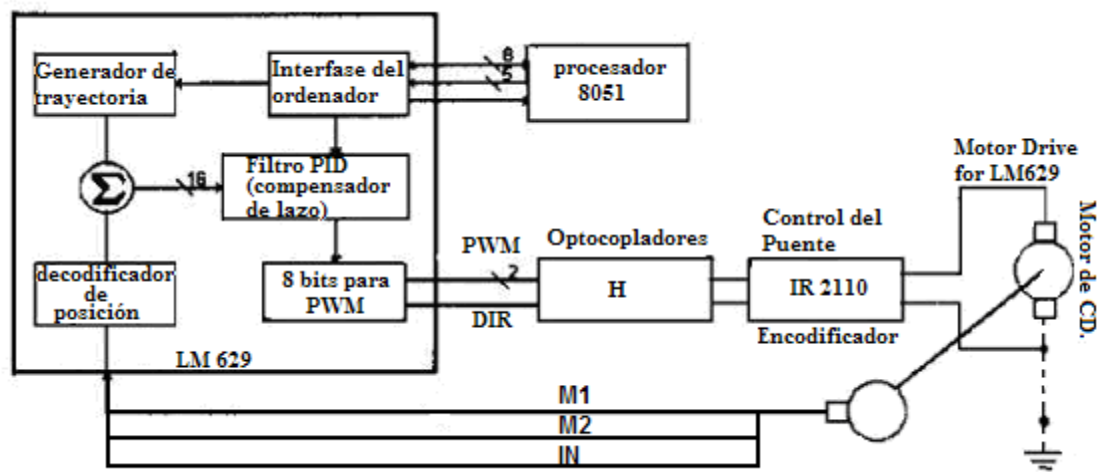 Generador de
trayectoria
Interfase del
ordenador
8
5
procesador
8051
Σ
16
Filtro PID
(compensador
de lazo)
decodificador
de
posición
8 bits para
PWM
LM 629
PWM
2
DIR
Optocopladores
H
Control del
Puente
IR 2110
Encodificador
Motor Drive
for LM629
Motor de CD.
M1
M2
IN